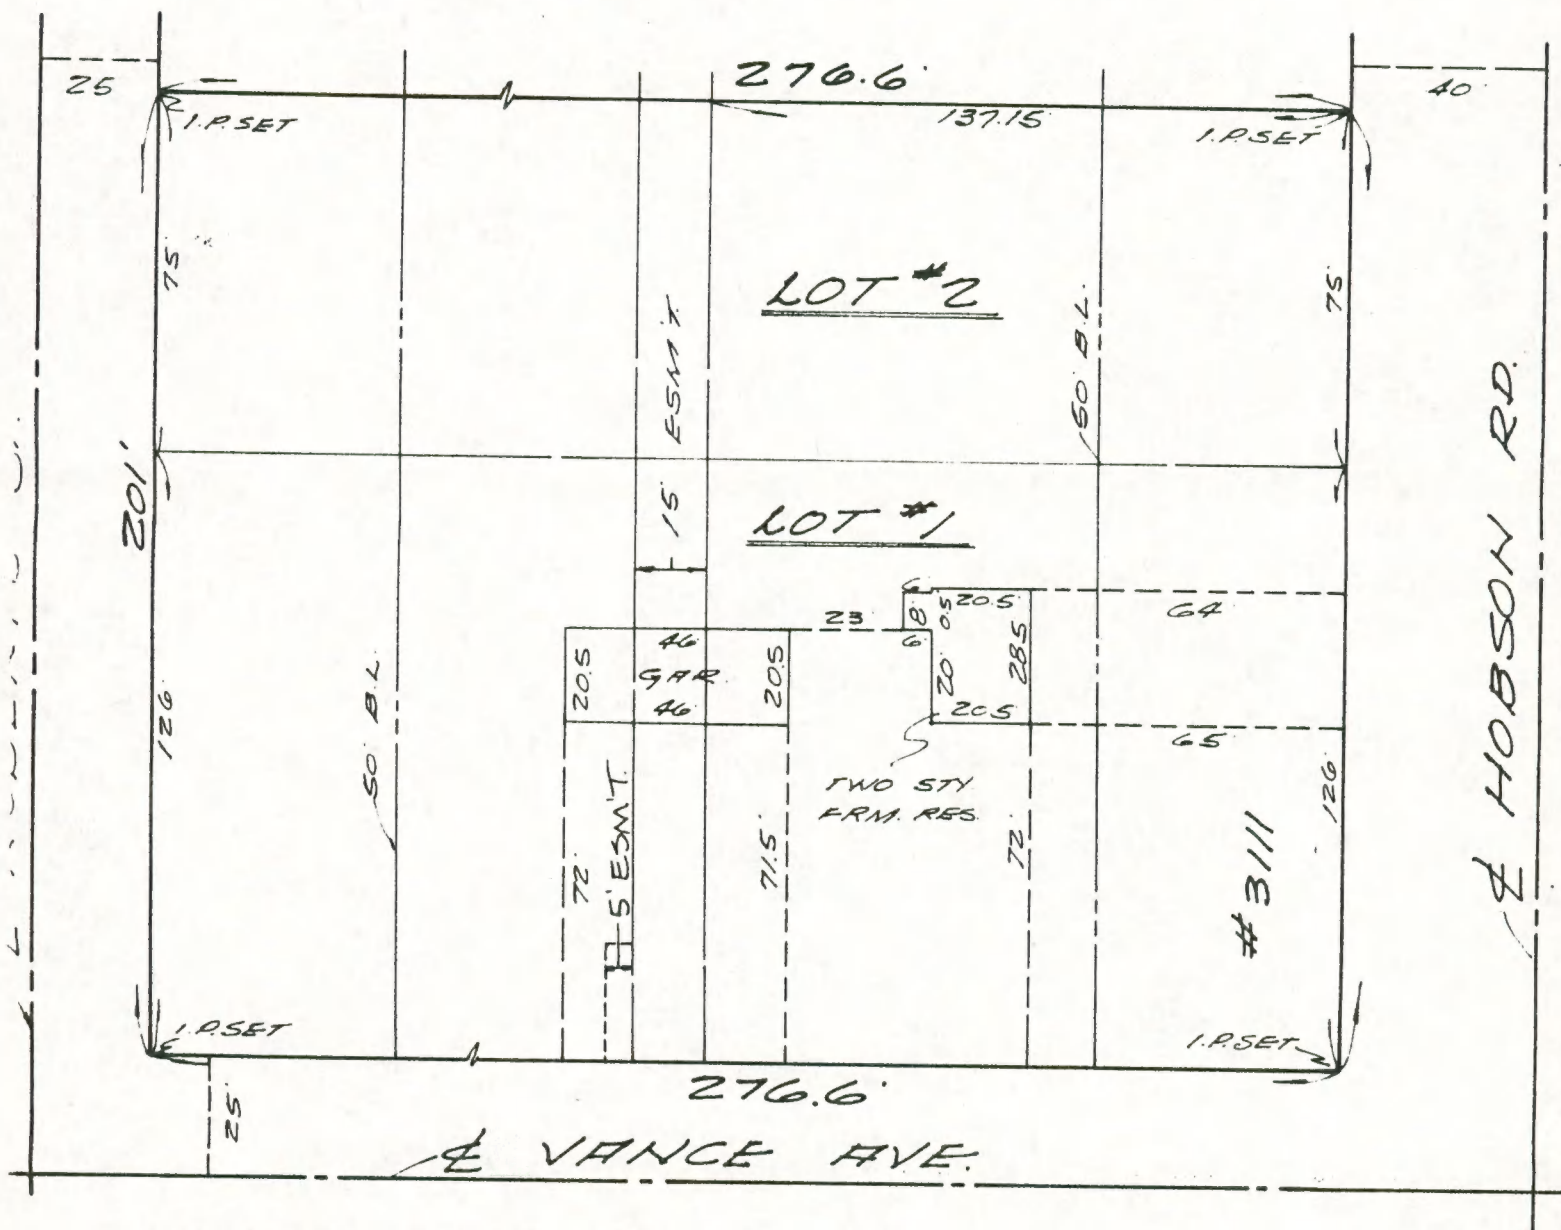 276.6'
25'
40'
137.15'
I.P. SET
I.P. SET
75'
75'
LOT #2
15' ESM'T.
50' B.L.
201'
LOT #1
℄ HOBSON RD.
6
20.5
64'
8
0.5
23
6
46
GAR.
46
20.5
20.5
20'
28.5
20.5
65'
126'
50' B.L.
TWO STY.
FRM. RES.
126'
72'
5' ESM'T.
71.5'
72'
# 3111
I.P. SET
I.P. SET
276.6'
25'
℄ VANCE AVE.